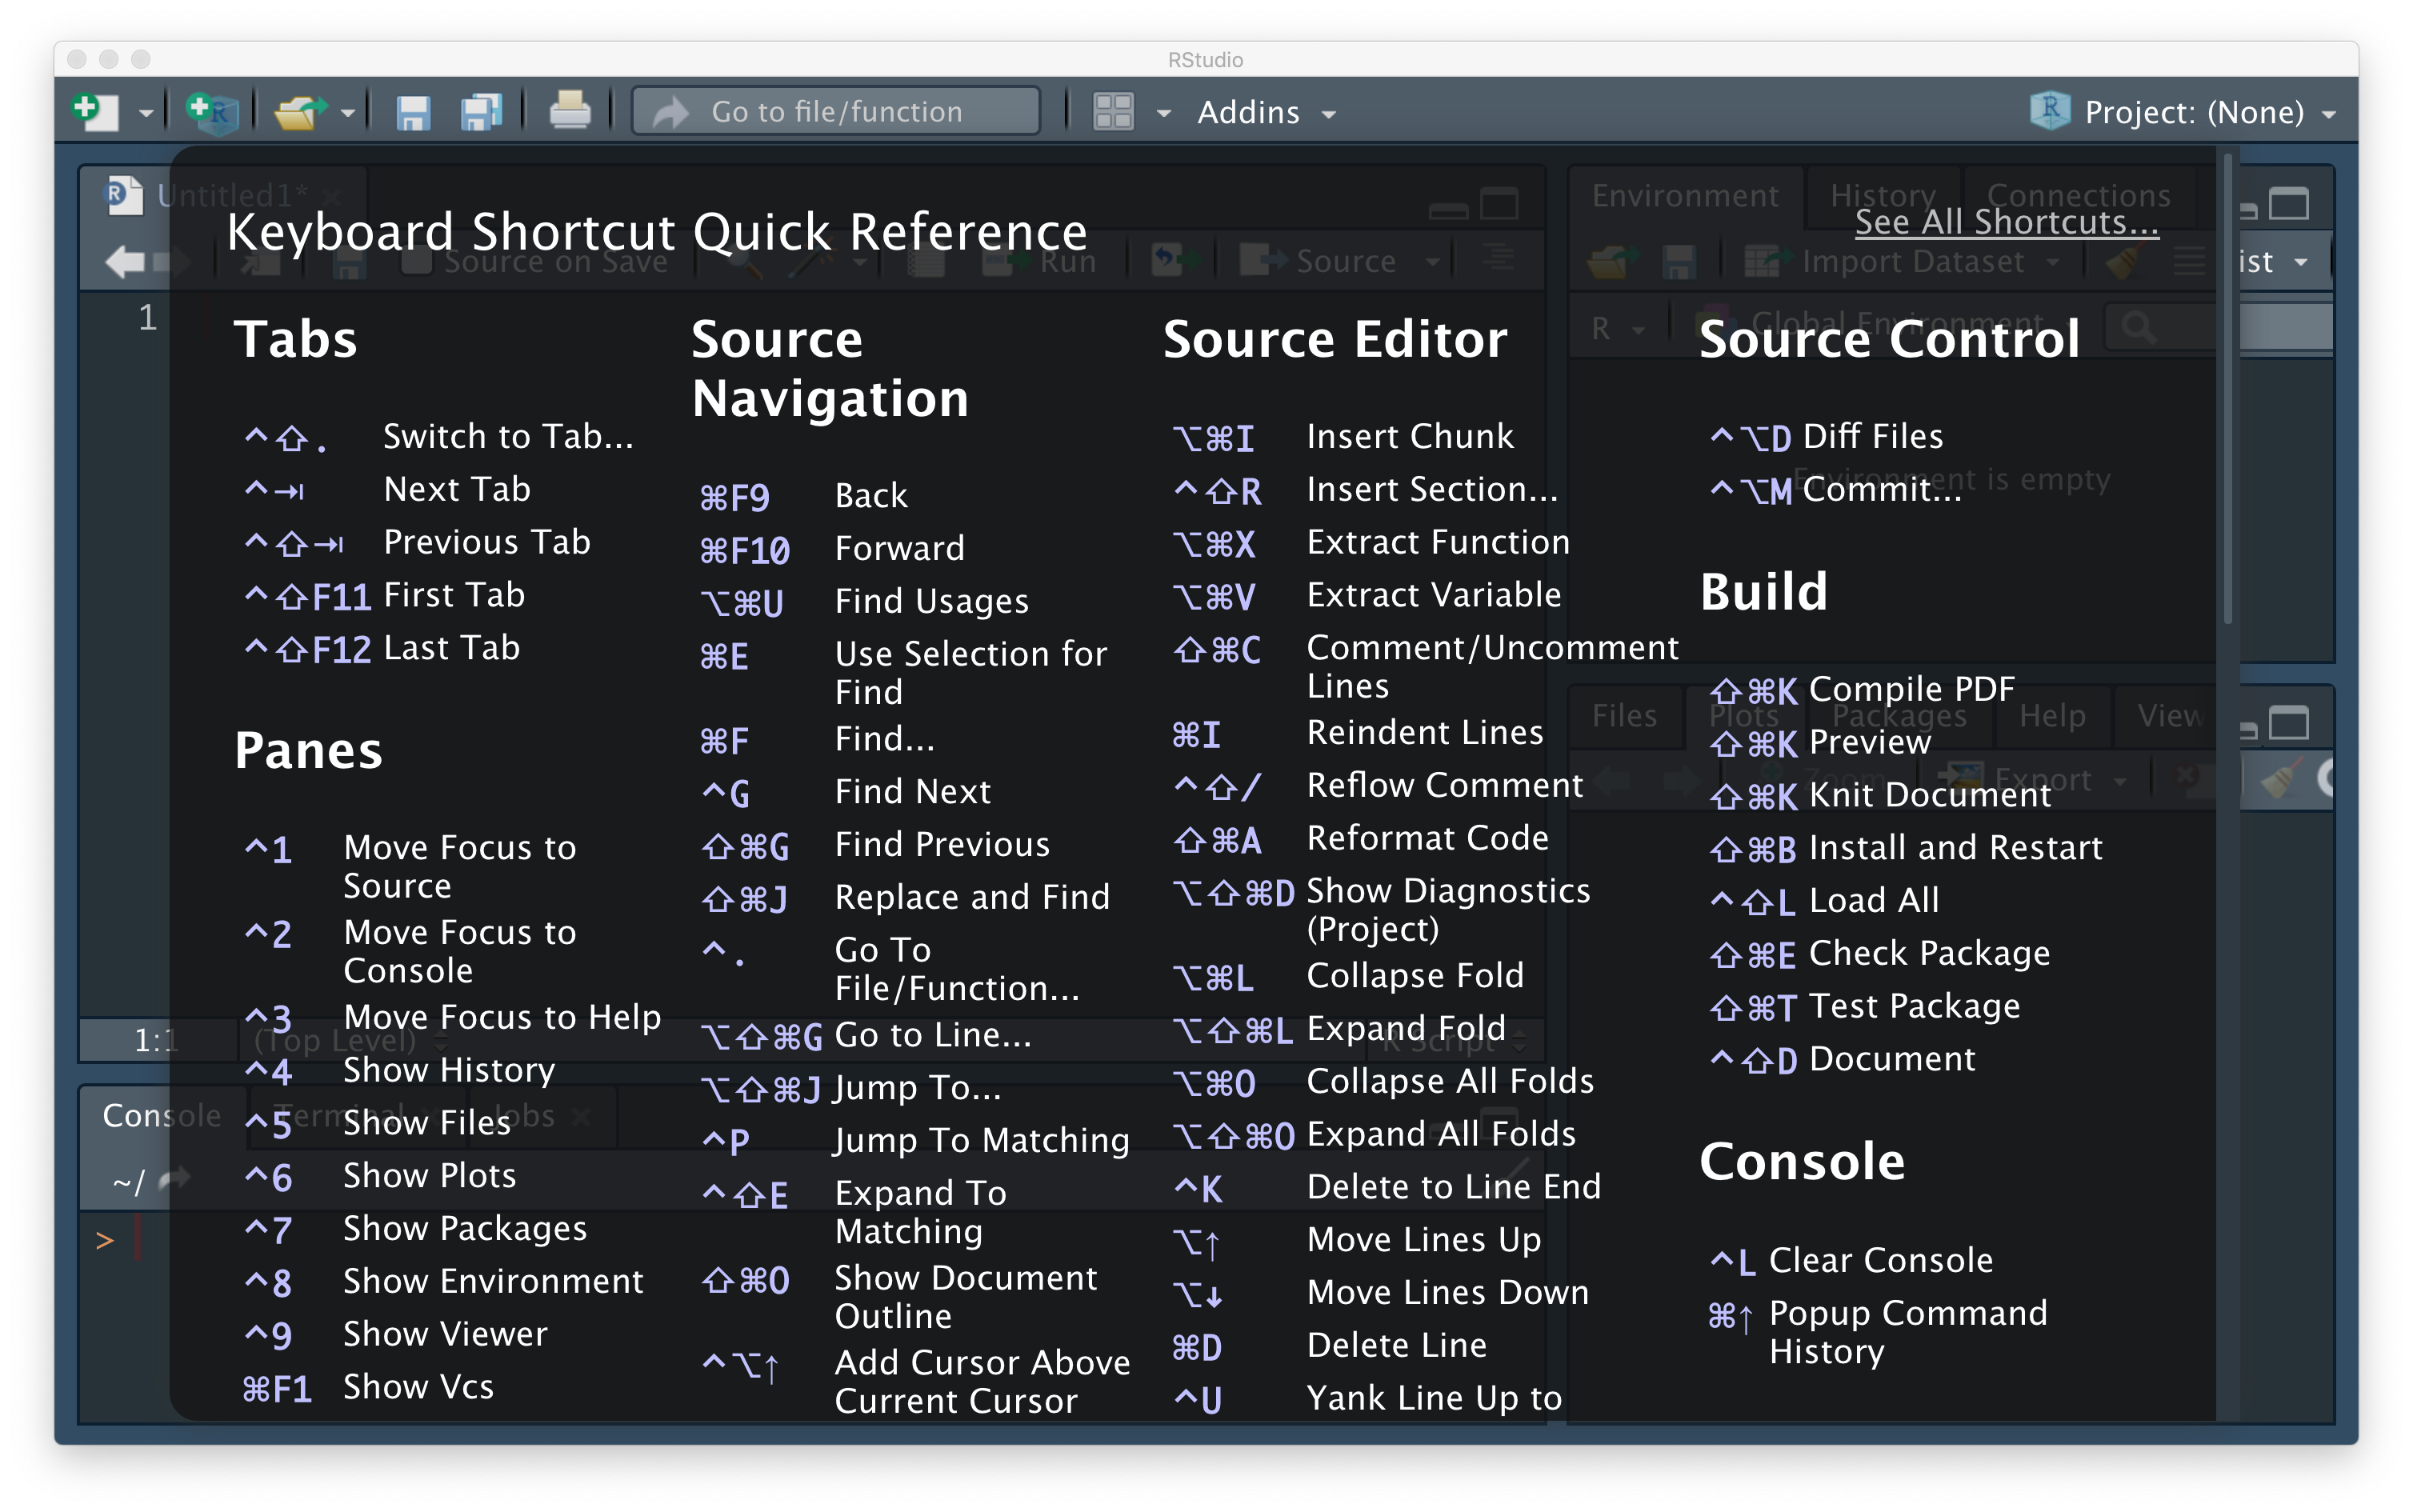 RStudio
Go to file/function
Addins
Project: (None)
Untitled1*
Source on Save
Run
Source
Environment
History
Connections
Import Dataset
ist
1
R
Global Environment
Environment is empty
Keyboard Shortcut Quick Reference
See All Shortcuts...
Tabs
^⇧. Switch to Tab...
^⇥ Next Tab
^⇧⇥ Previous Tab
^⇧F11 First Tab
^⇧F12 Last Tab
Panes
^1 Move Focus to
Source
^2 Move Focus to
Console
^3 Move Focus to Help
^4 Show History
^5 Show Files
^6 Show Plots
^7 Show Packages
^8 Show Environment
^9 Show Viewer
⌘F1 Show Vcs
Source
Navigation
⌘F9 Back
⌘F10 Forward
⌥⌘U Find Usages
⌘E Use Selection for
Find
⌘F Find...
^G Find Next
⇧⌘G Find Previous
⇧⌘J Replace and Find
^. Go To
File/Function...
⌥⇧⌘G Go to Line...
⌥⇧⌘J Jump To...
^P Jump To Matching
^⇧E Expand To
Matching
⇧⌘O Show Document
Outline
^⌥↑ Add Cursor Above
Current Cursor
Source Editor
⌥⌘I Insert Chunk
^⇧R Insert Section...
⌥⌘X Extract Function
⌥⌘V Extract Variable
⇧⌘C Comment/Uncomment
Lines
⌘I Reindent Lines
^⇧/ Reflow Comment
⇧⌘A Reformat Code
⌥⇧⌘D Show Diagnostics
(Project)
⌥⌘L Collapse Fold
⌥⇧⌘L Expand Fold
⌥⌘O Collapse All Folds
⌥⇧⌘O Expand All Folds
^K Delete to Line End
⌥↑ Move Lines Up
⌥↓ Move Lines Down
⌘D Delete Line
^U Yank Line Up to
Source Control
^⌥D Diff Files
^⌥M Commit...
Build
⇧⌘K Compile PDF
⇧⌘K Preview
⇧⌘K Knit Document
⇧⌘B Install and Restart
^⇧L Load All
⇧⌘E Check Package
⇧⌘T Test Package
^⇧D Document
Console
^L Clear Console
⌘↑ Popup Command
History
Files
Plots
Packages
Help
View
Zoom
Export
1:1
(Top Level)
R Script
Console
Terminal
Jobs
~/
>